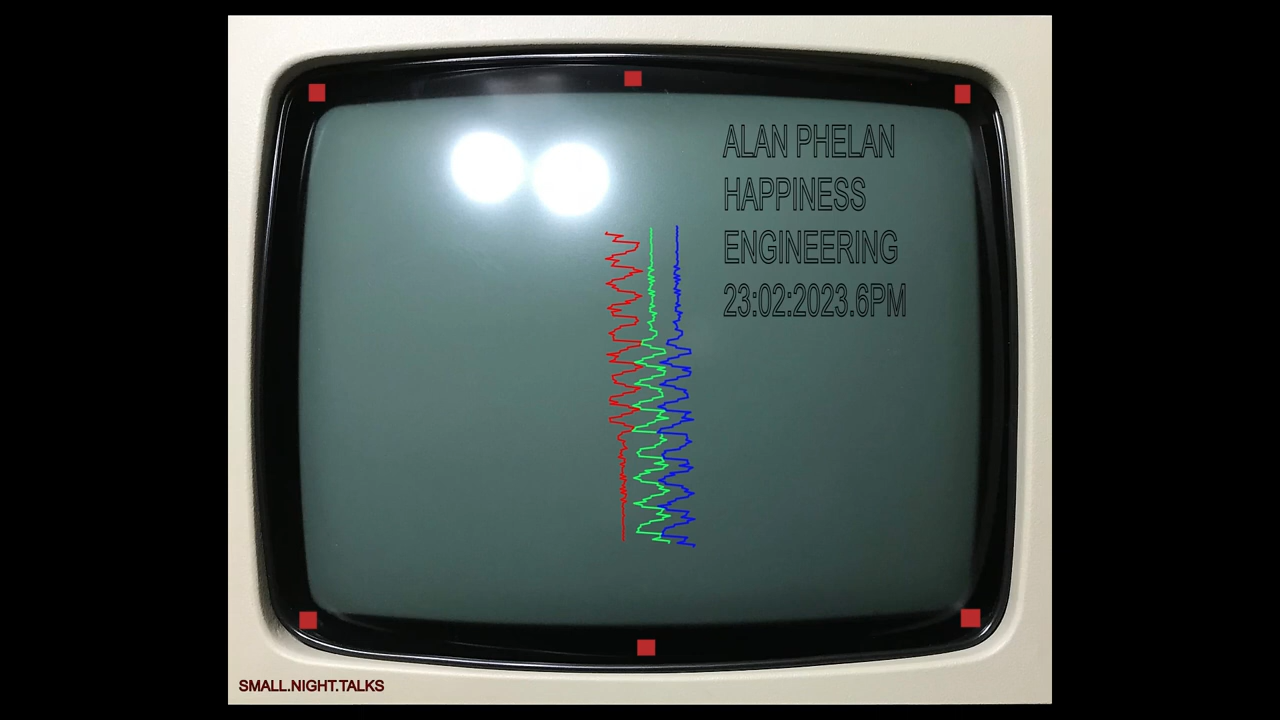 ALAN PHELAN
HAPPINESS
ENGINEERING
23:02:2023.6PM
SMALL.NIGHT.TALKS